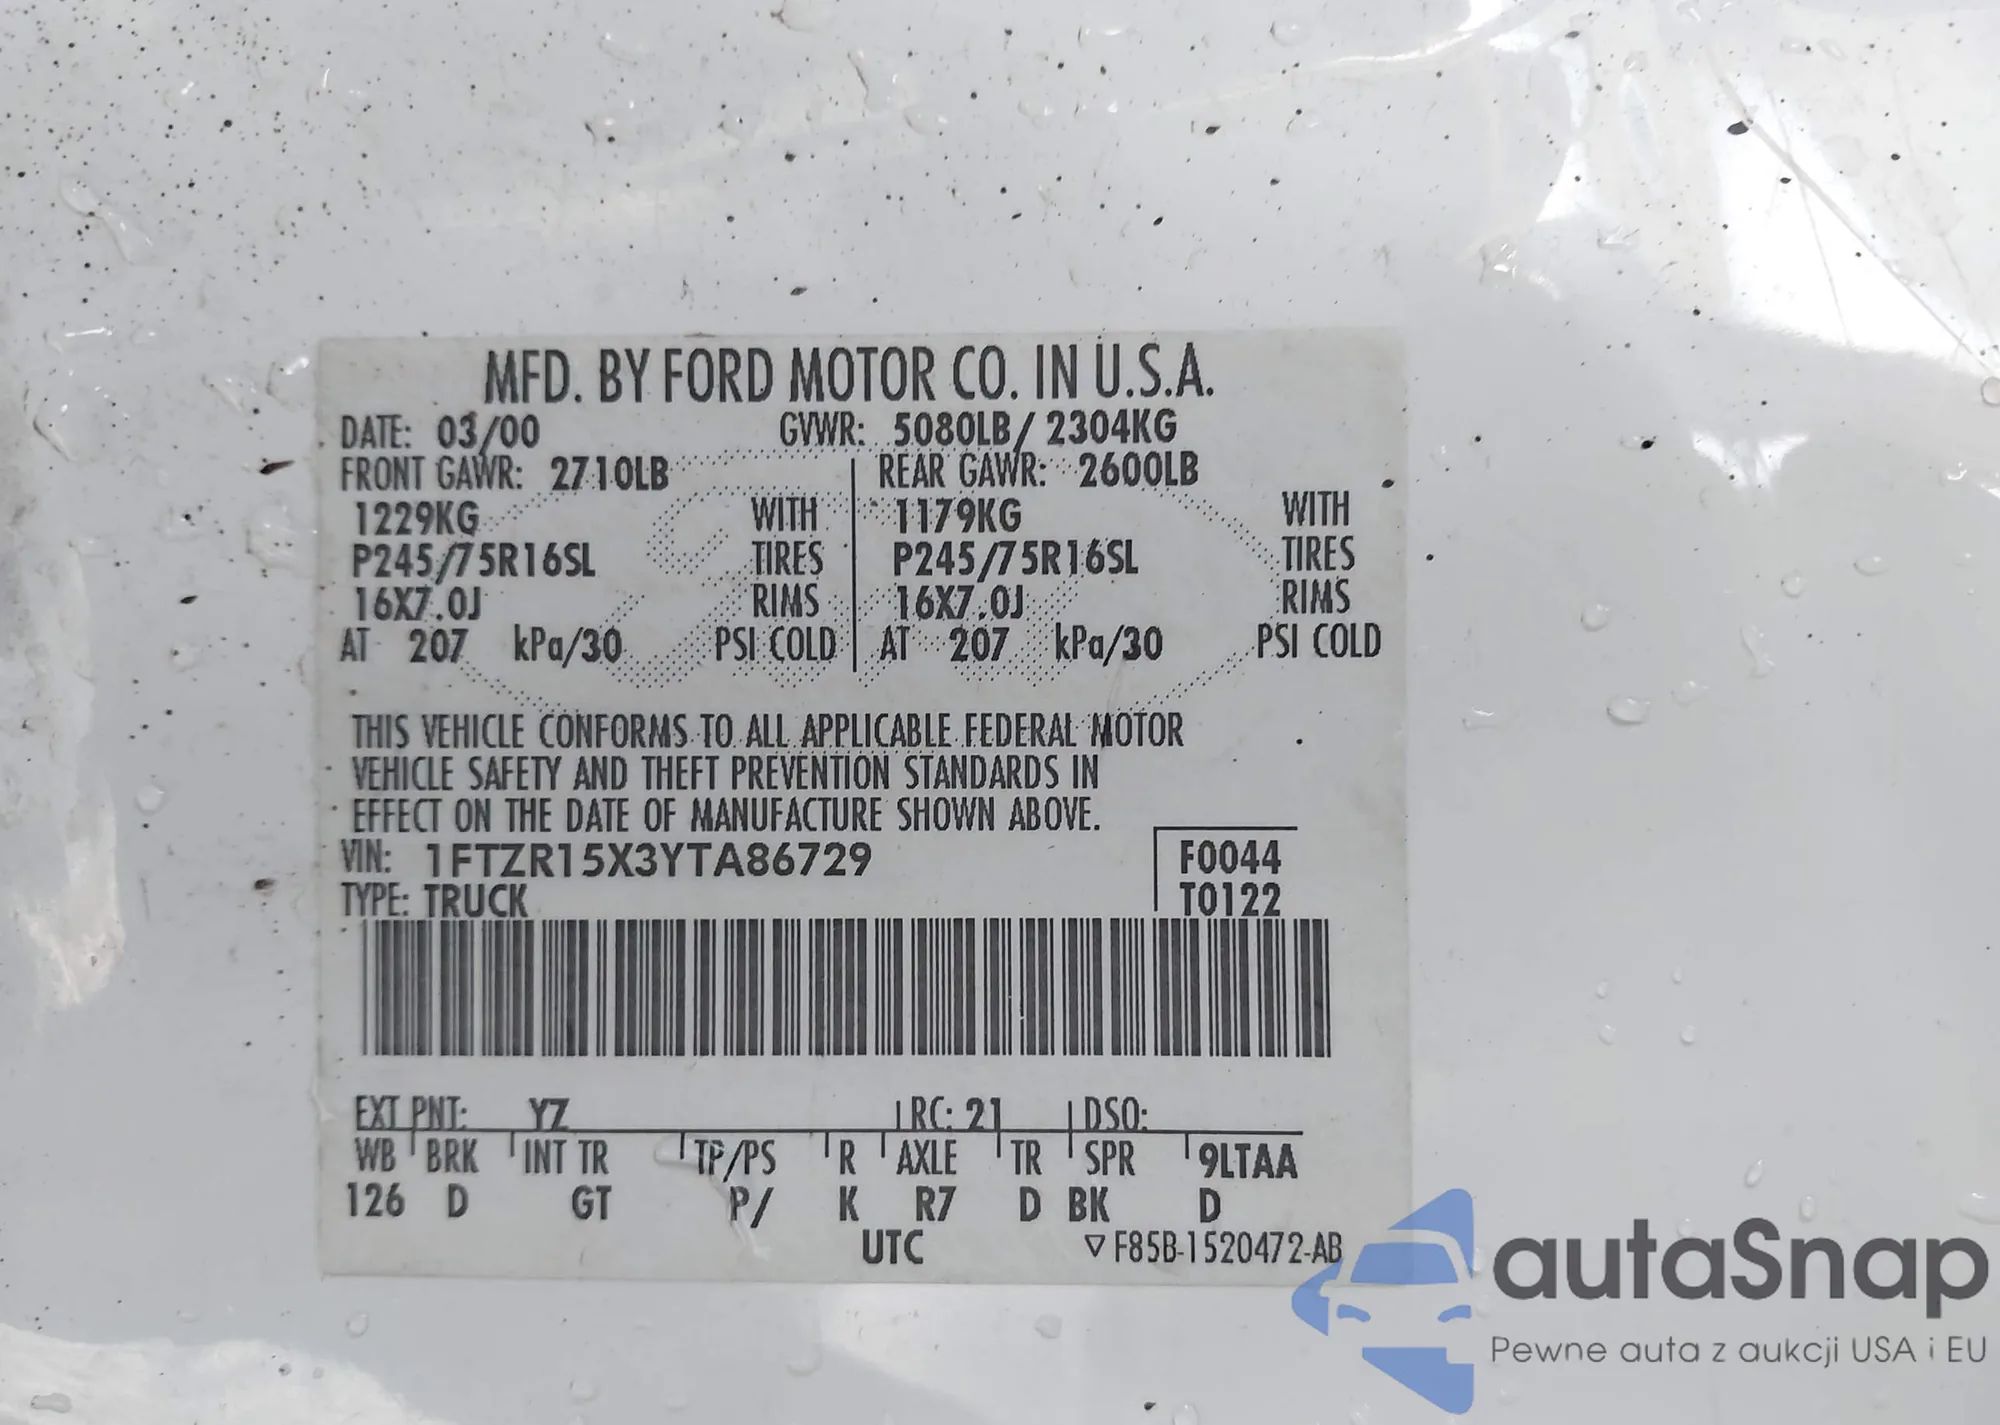 MFD. BY FORD MOTOR CO. IN U.S.A.
DATE: 03/00 GVWR: 5080LB/ 2304KG
FRONT GAWR: 2710LB REAR GAWR: 2600LB
1229KG WITH 1179KG WITH
P245/75R16SL TIRES P245/75R16SL TIRES
16X7.0J RIMS 16X7.0J RIMS
AT 207 kPa/30 PSI COLD AT 207 kPa/30 PSI COLD
THIS VEHICLE CONFORMS TO ALL APPLICABLE FEDERAL MOTOR
VEHICLE SAFETY AND THEFT PREVENTION STANDARDS IN
EFFECT ON THE DATE OF MANUFACTURE SHOWN ABOVE.
VIN: 1FTZR15X3YTA86729 F0044
TYPE: TRUCK T0122
EXT PNT: YZ RC: 21 DSO:
WB BRK INT TR TP/PS R AXLE TR SPR 9LTAA
126 D GT P/ K R7 D BK D
UTC ▽ F85B-1520472-AB
autaSnap
Pewne auta z aukcji USA i EU